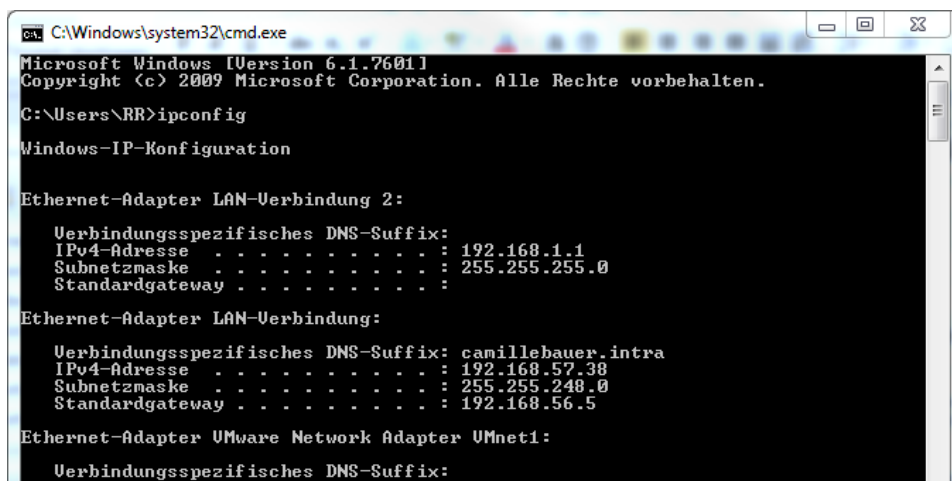 C:\Windows\system32\cmd.exe
Microsoft Windows [Version 6.1.7601]
Copyright (c) 2009 Microsoft Corporation. Alle Rechte vorbehalten.
C:\Users\RR>ipconfig
Windows-IP-Konfiguration
Ethernet-Adapter LAN-Verbindung 2:
Verbindungsspezifisches DNS-Suffix:
IPv4-Adresse . . . . . . . . . . : 192.168.1.1
Subnetzmaske . . . . . . . . . . : 255.255.255.0
Standardgateway . . . . . . . . . :
Ethernet-Adapter LAN-Verbindung:
Verbindungsspezifisches DNS-Suffix: camillebauer.intra
IPv4-Adresse . . . . . . . . . . : 192.168.57.38
Subnetzmaske . . . . . . . . . . : 255.255.248.0
Standardgateway . . . . . . . . . : 192.168.56.5
Ethernet-Adapter VMware Network Adapter VMnet1:
Verbindungsspezifisches DNS-Suffix: